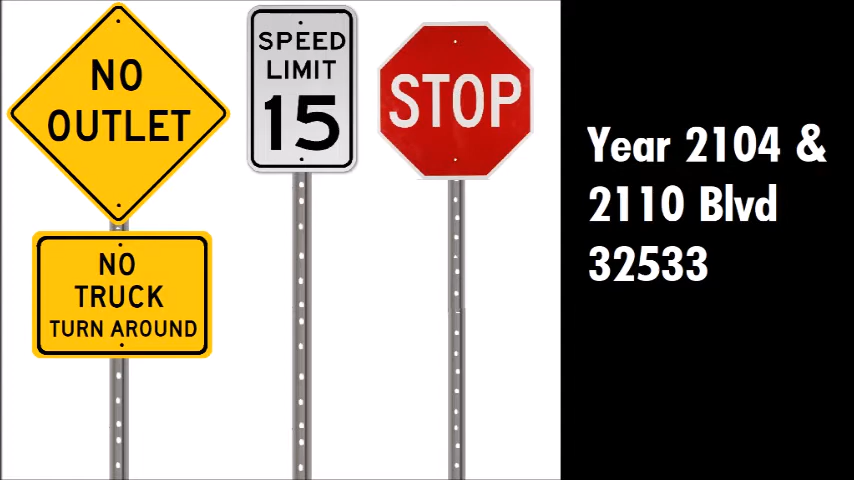 NO
OUTLET
NO
TRUCK
TURN AROUND
SPEED
LIMIT
15
STOP
Year 2104 &
2110 Blvd
32533